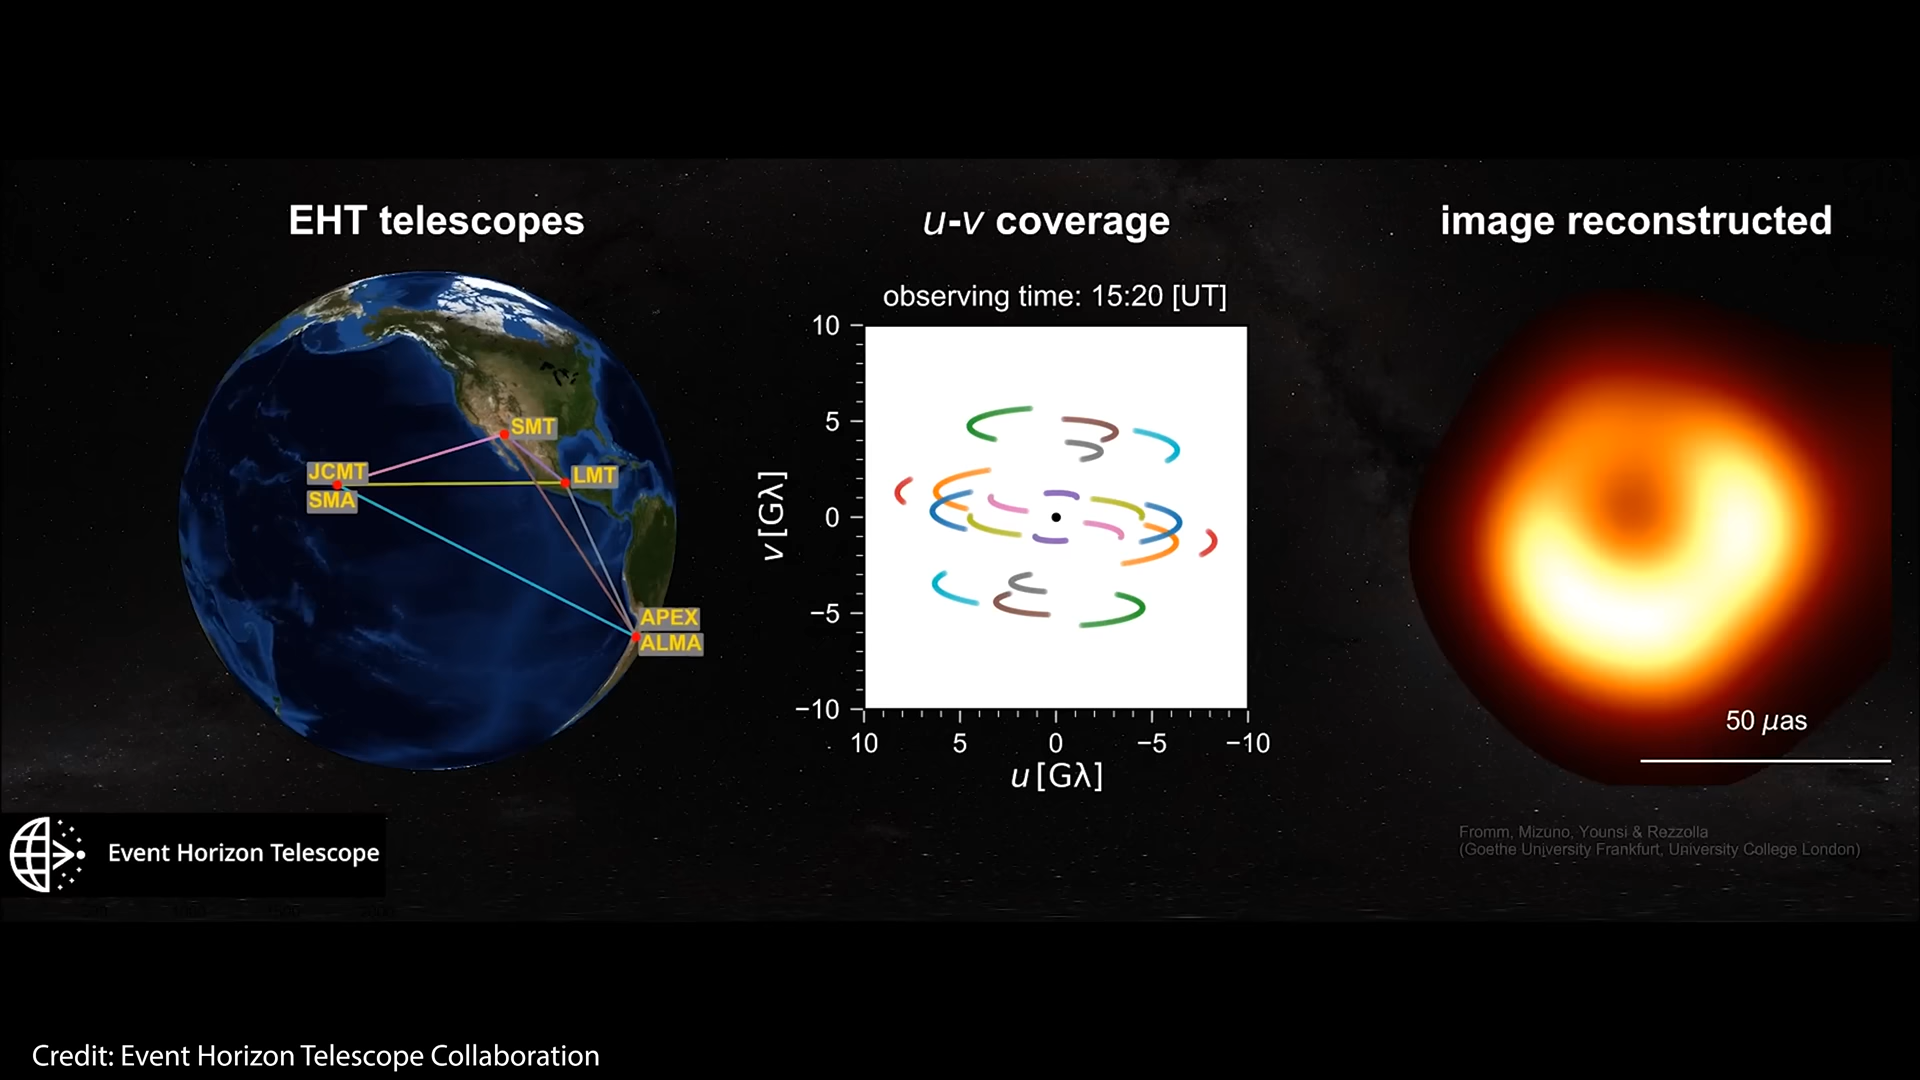 EHT telescopes
u-v coverage
image reconstructed
observing time: 15:20 [UT]
SMT
JCMT
SMA
LMT
APEX
ALMA
10
5
0
−5
−10
v [Gλ]
10 5 0 −5 −10
u [Gλ]
50 μas
Fromm, Mizuno, Younsi & Rezzolla
(Goethe University Frankfurt, University College London)
Event Horizon Telescope
Credit: Event Horizon Telescope Collaboration